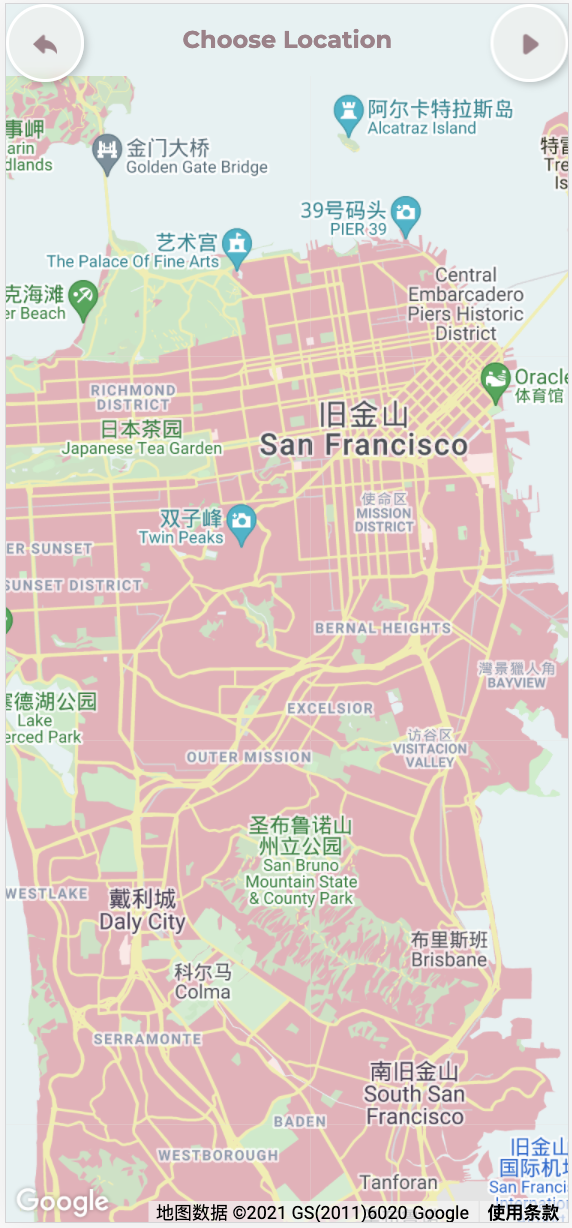 Choose Location
阿尔卡特拉斯岛
Alcatraz Island
事岬
arin
dlands
金门大桥
Golden Gate Bridge
特雷
Tre
Is
39号码头
PIER 39
艺术宫
The Palace Of Fine Arts
克海滩
er Beach
Central
Embarcadero
Piers Historic
District
Oracle
体育馆
RICHMOND
DISTRICT
旧金山
San Francisco
日本茶园
Japanese Tea Garden
使命区
MISSION
DISTRICT
双子峰
Twin Peaks
ER SUNSET
SUNSET DISTRICT
BERNAL HEIGHTS
灣景獵人角
BAYVIEW
塞德湖公园
Lake
erced Park
EXCELSIOR
访谷区
VISITACION
VALLEY
OUTER MISSION
圣布鲁诺山
州立公园
San Bruno
Mountain State
& County Park
WESTLAKE
戴利城
Daly City
布里斯班
Brisbane
科尔马
Colma
SERRAMONTE
南旧金山
South San
Francisco
BADEN
WESTBOROUGH
旧金山
国际机场
San Francis
Internation
Tanforan
Google
地图数据 ©2021 GS(2011)6020 Google
使用条款